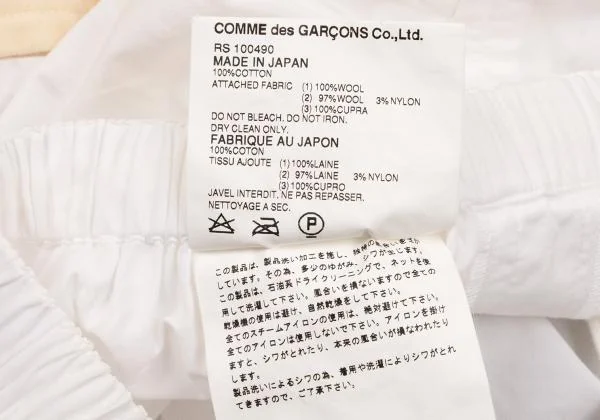 COMME des GARÇONS Co.,Ltd.
RS 100490
MADE IN JAPAN
100%COTTON
ATTACHED FABRIC (1) 100%WOOL
(2) 97%WOOL 3% NYLON
(3) 100%CUPRA
DO NOT BLEACH. DO NOT IRON.
DRY CLEAN ONLY.
FABRIQUE AU JAPON
100%COTON
TISSU AJOUTE (1) 100%LAINE
(2) 97%LAINE 3% NYLON
(3) 100%CUPRO
JAVEL INTERDIT. NE PAS REPASSER.
NETTOYAGE A SEC.
P
この製品は、製品洗い加工を施し、独特の風合いを
しています。その為、多少のゆがみ、シワが生じます。
この製品は、石油系ドライクリーニングで、ネットを使
用して洗濯して下さい。風合いを損ないますので全ての
乾燥機の使用は避け、自然乾燥をして下さい。
全てのスチームアイロンの使用は、絶対避けて下さい。
全てのアイロンは使用しないで下さい。アイロンを掛け
ますと、シワがとれたり、本来の風合いが損なわれたり
します。
製品洗いによるシワの為、着用や洗濯によりシワがとれ
てきますので、ご了承下さい。